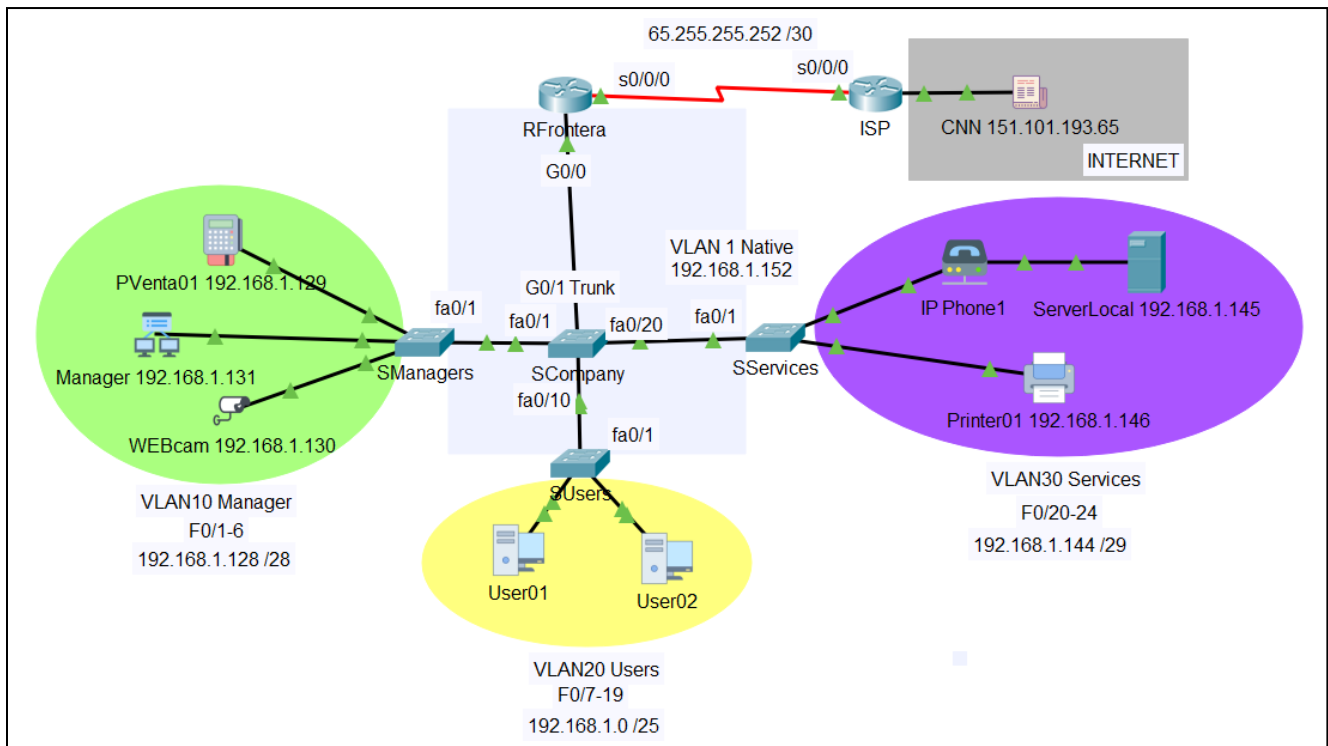 65.255.255.252 /30
s0/0/0
s0/0/0
RFrontera
ISP
CNN 151.101.193.65
INTERNET
G0/0
VLAN 1 Native
192.168.1.152
PVenta01 192.168.1.129
G0/1 Trunk
IP Phone1
ServerLocal 192.168.1.145
fa0/1
fa0/1
fa0/20
fa0/1
Manager 192.168.1.131
SManagers
SCompany
SServices
fa0/10
Printer01 192.168.1.146
WEBcam 192.168.1.130
fa0/1
VLAN10 Manager
F0/1-6
192.168.1.128 /28
SUsers
VLAN30 Services
F0/20-24
192.168.1.144 /29
User01
User02
VLAN20 Users
F0/7-19
192.168.1.0 /25